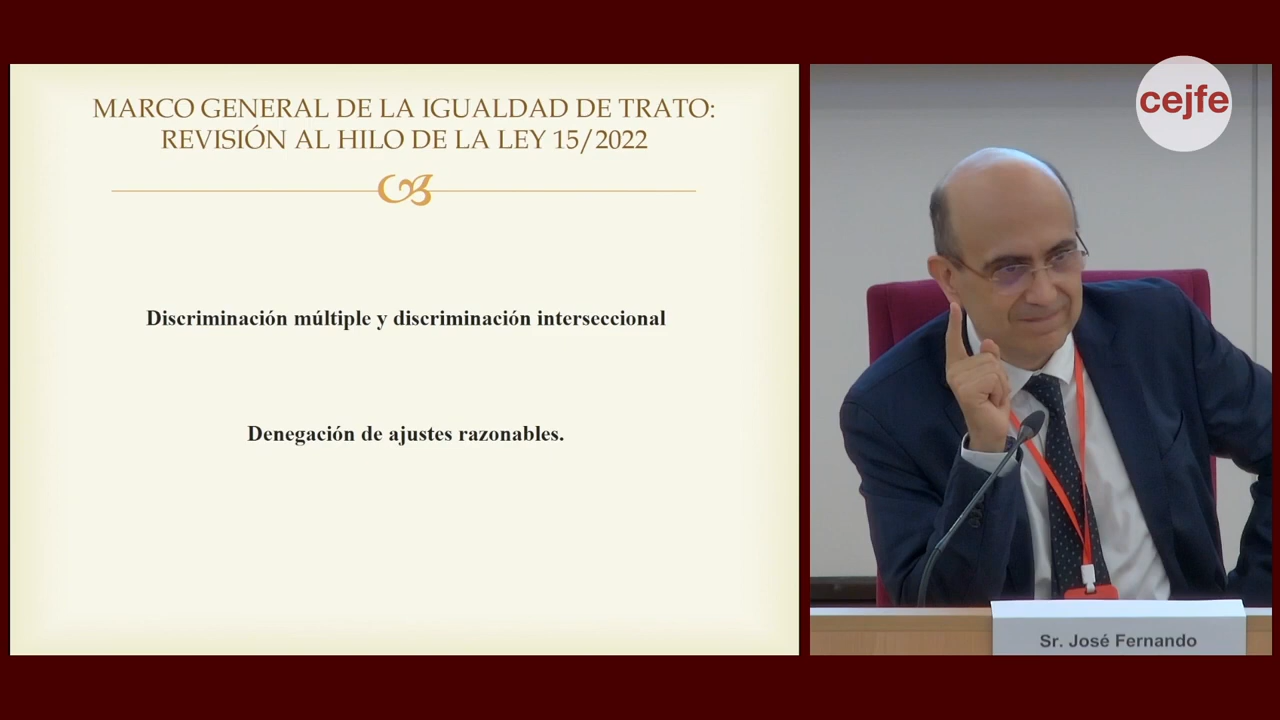 MARCO GENERAL DE LA IGUALDAD DE TRATO:
REVISIÓN AL HILO DE LA LEY 15/2022
Discriminación múltiple y discriminación interseccional
Denegación de ajustes razonables.
cejfe
Sr. José Fernando